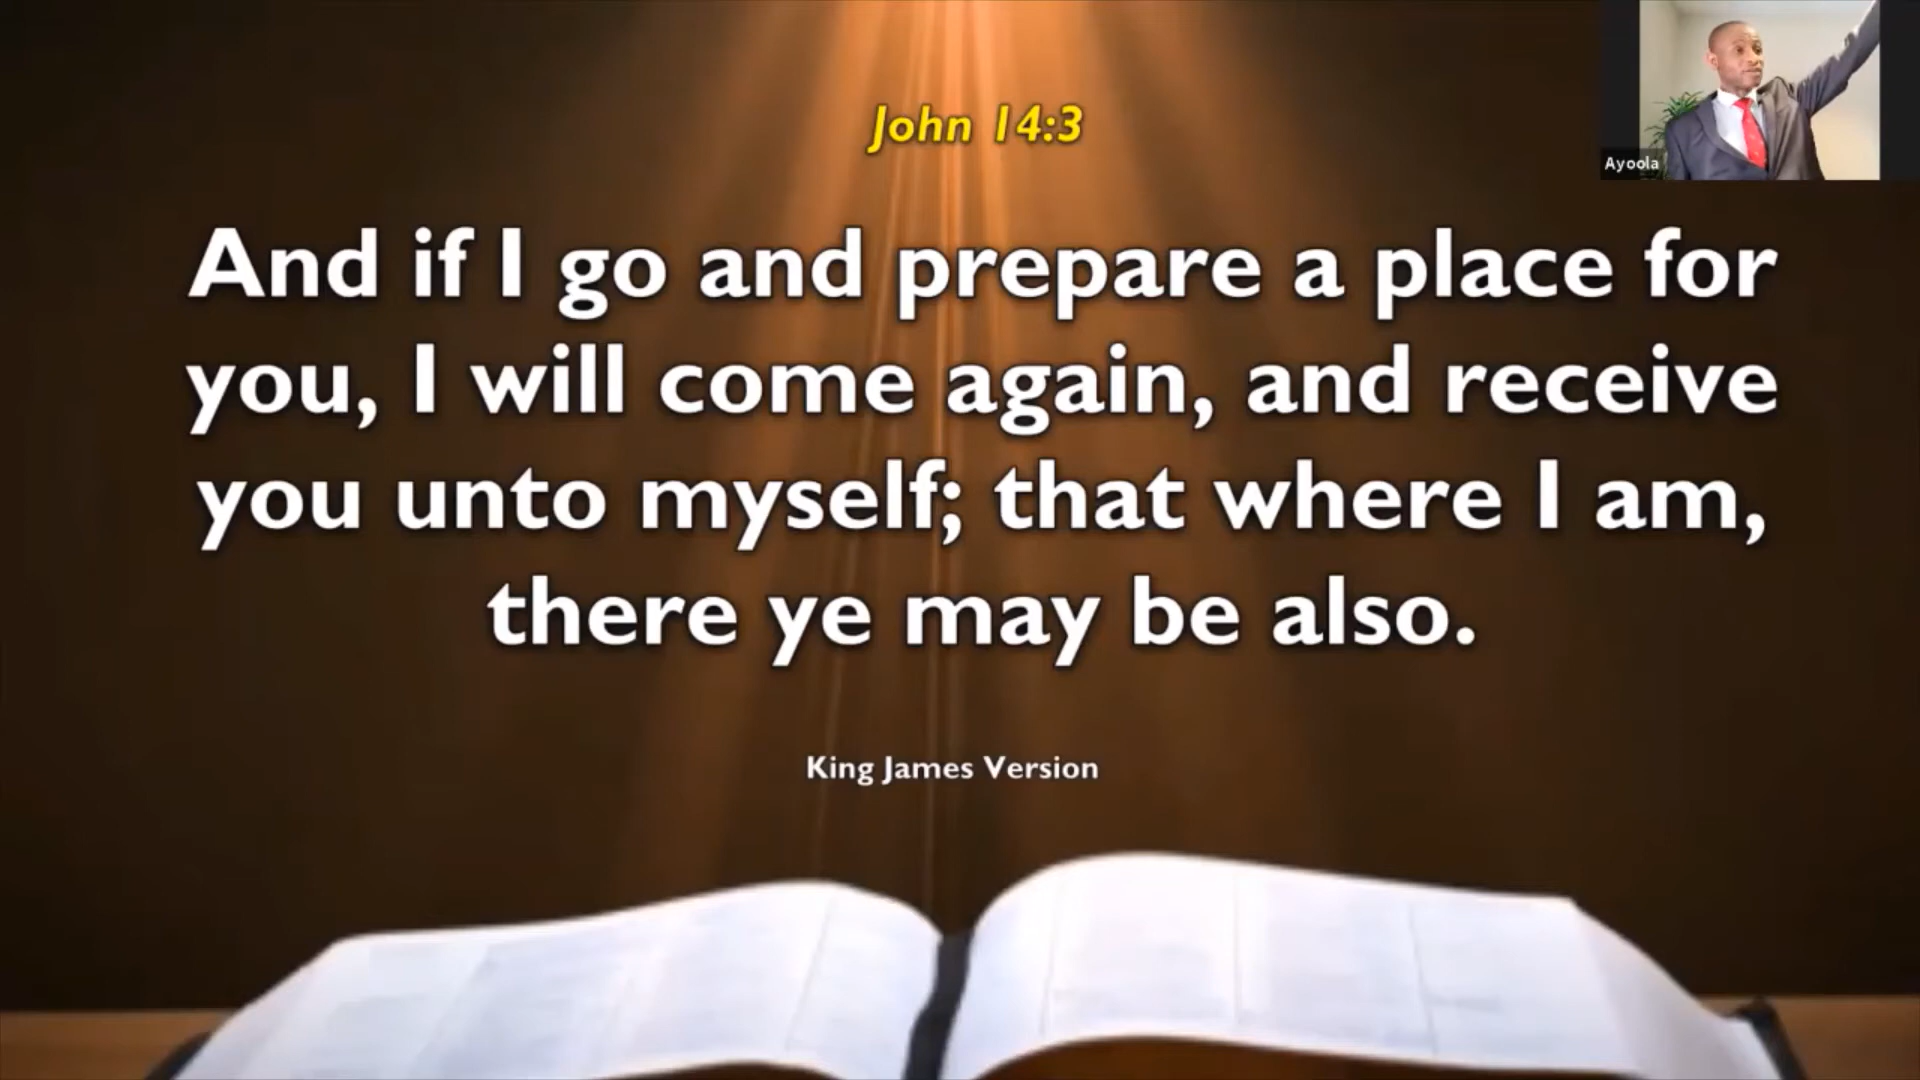 John 14:3
Ayoola
And if I go and prepare a place for
you, I will come again, and receive
you unto myself; that where I am,
there ye may be also.
King James Version